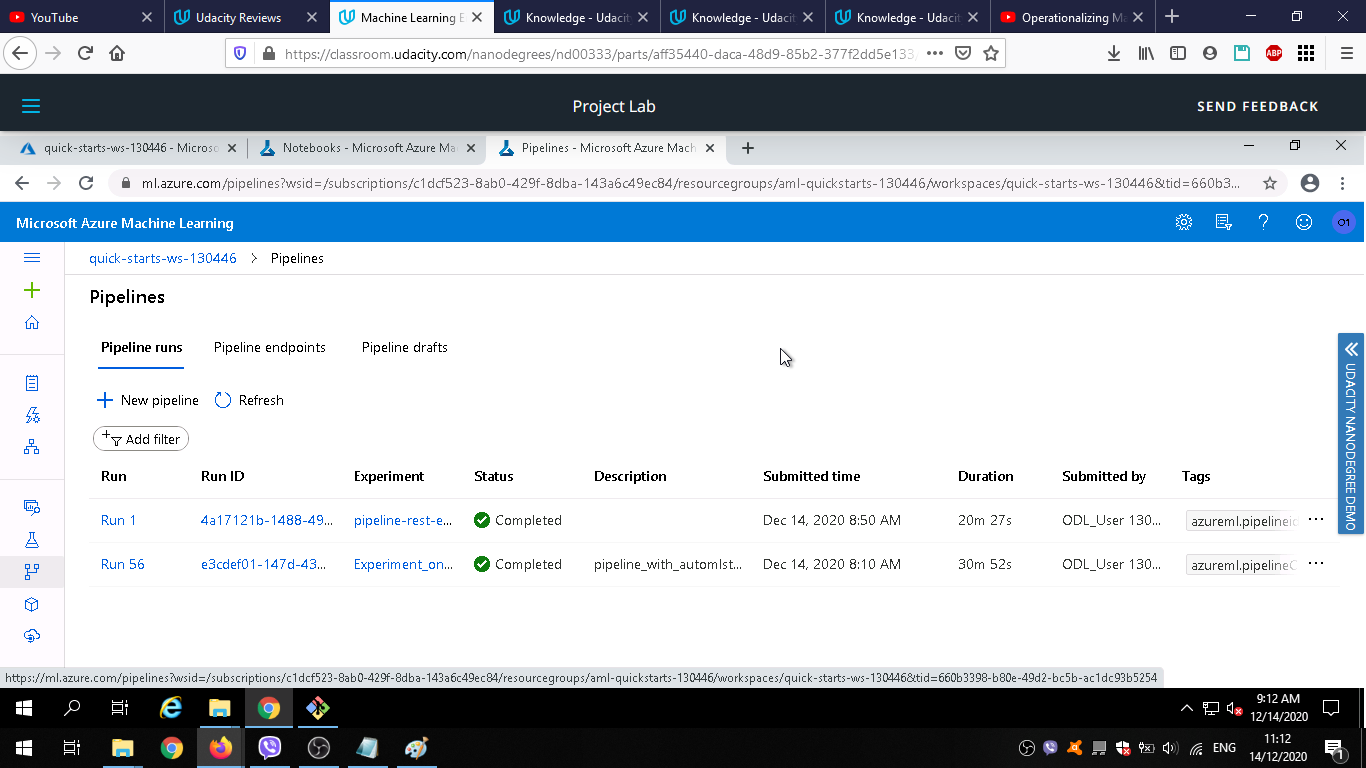 YouTube
Udacity Reviews
Machine Learning E
Knowledge - Udacit
Knowledge - Udacit
Knowledge - Udacit
Operationalizing Ma
https://classroom.udacity.com/nanodegrees/nd00333/parts/aff35440-daca-48d9-85b2-377f2dd5e133/
ABP
Project Lab
SEND FEEDBACK
quick-starts-ws-130446 - Microso
Notebooks - Microsoft Azure Ma
Pipelines - Microsoft Azure Mach
ml.azure.com/pipelines?wsid=/subscriptions/c1dcf523-8ab0-429f-8dba-143a6c49ec84/resourcegroups/aml-quickstarts-130446/workspaces/quick-starts-ws-130446&tid=660b3...
Microsoft Azure Machine Learning
O1
quick-starts-ws-130446 > Pipelines
Pipelines
Pipeline runs
Pipeline endpoints
Pipeline drafts
New pipeline
Refresh
Add filter
Run Run ID Experiment Status Description Submitted time Duration Submitted by Tags
Run 1 4a17121b-1488-49... pipeline-rest-e... Completed Dec 14, 2020 8:50 AM 20m 27s ODL_User 130... azureml.pipelineid
Run 56 e3cdef01-147d-43... Experiment_on... Completed pipeline_with_automlst... Dec 14, 2020 8:10 AM 30m 52s ODL_User 130... azureml.pipelineC
UDACITY NANODEGREE DEMO
https://ml.azure.com/pipelines?wsid=/subscriptions/c1dcf523-8ab0-429f-8dba-143a6c49ec84/resourcegroups/aml-quickstarts-130446/workspaces/quick-starts-ws-130446&tid=660b3398-b80e-49d2-bc5b-ac1dc93b5254
9:12 AM
12/14/2020
ENG
11:12
14/12/2020
1